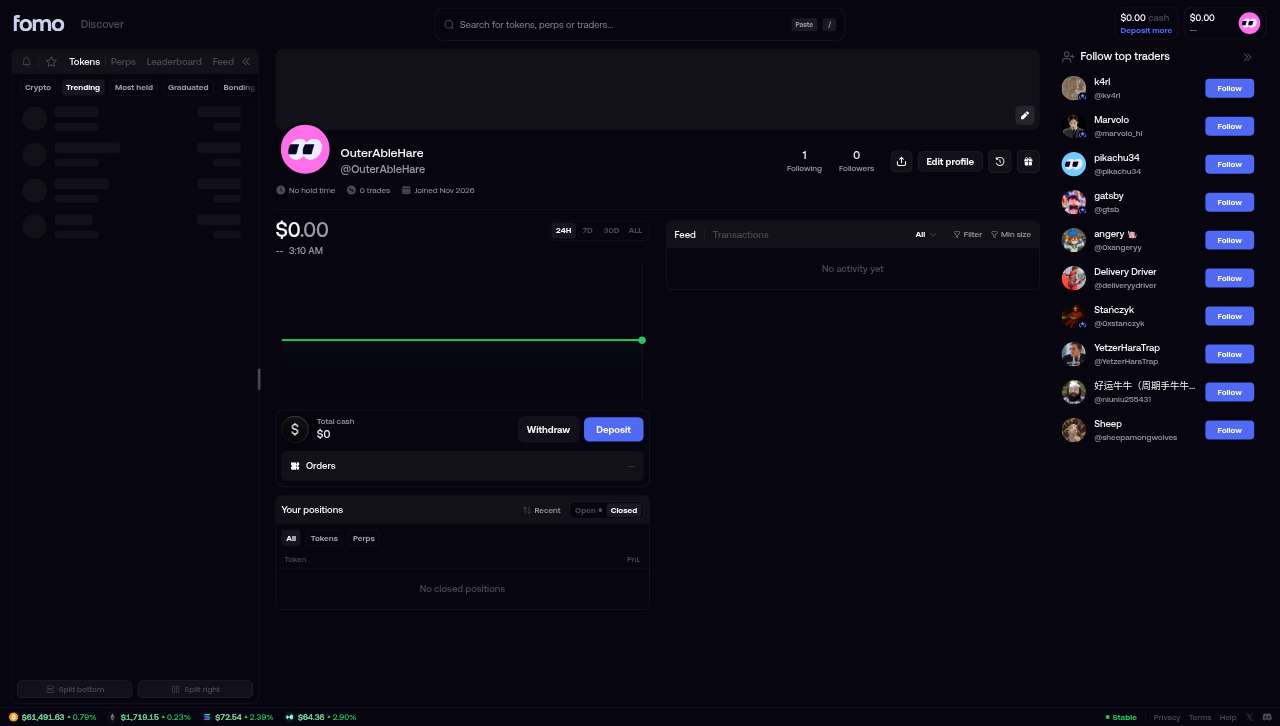 fomo
Discover
Search for tokens, perps or traders...
Paste
/
$0.00 cash
Deposit more
$0.00
—
Tokens
Perps
Leaderboard
Feed
Crypto
Trending
Most held
Graduated
Bonding
OuterAbleHare
@OuterAbleHare
1
Following
0
Followers
Edit profile
No hold time
0 trades
Joined Nov 2026
$0.00
-- 3:10 AM
24H
7D
30D
ALL
Total cash
$0
Withdraw
Deposit
Orders
—
Your positions
Recent
Open
Closed
All
Tokens
Perps
Token
PnL
No closed positions
Feed
Transactions
All
Filter
Min size
No activity yet
Follow top traders
k4rl
@kv4rl
Follow
Marvolo
@marvolo_hl
Follow
pikachu34
@pikachu34
Follow
gatsby
@gtsb
Follow
angery
@0xangeryy
Follow
Delivery Driver
@deliveryydriver
Follow
Stańczyk
@0xstanczyk
Follow
YetzerHaraTrap
@YetzerHaraTrap
Follow
好运牛牛（周期手牛牛...
@niuniu255431
Follow
Sheep
@sheepamongwolves
Follow
Split bottom
Split right
$61,491.63 • 0.79%
$1,719.15 • 0.23%
$72.54 • 2.39%
$64.36 • 2.90%
Stable
Privacy
Terms
Help